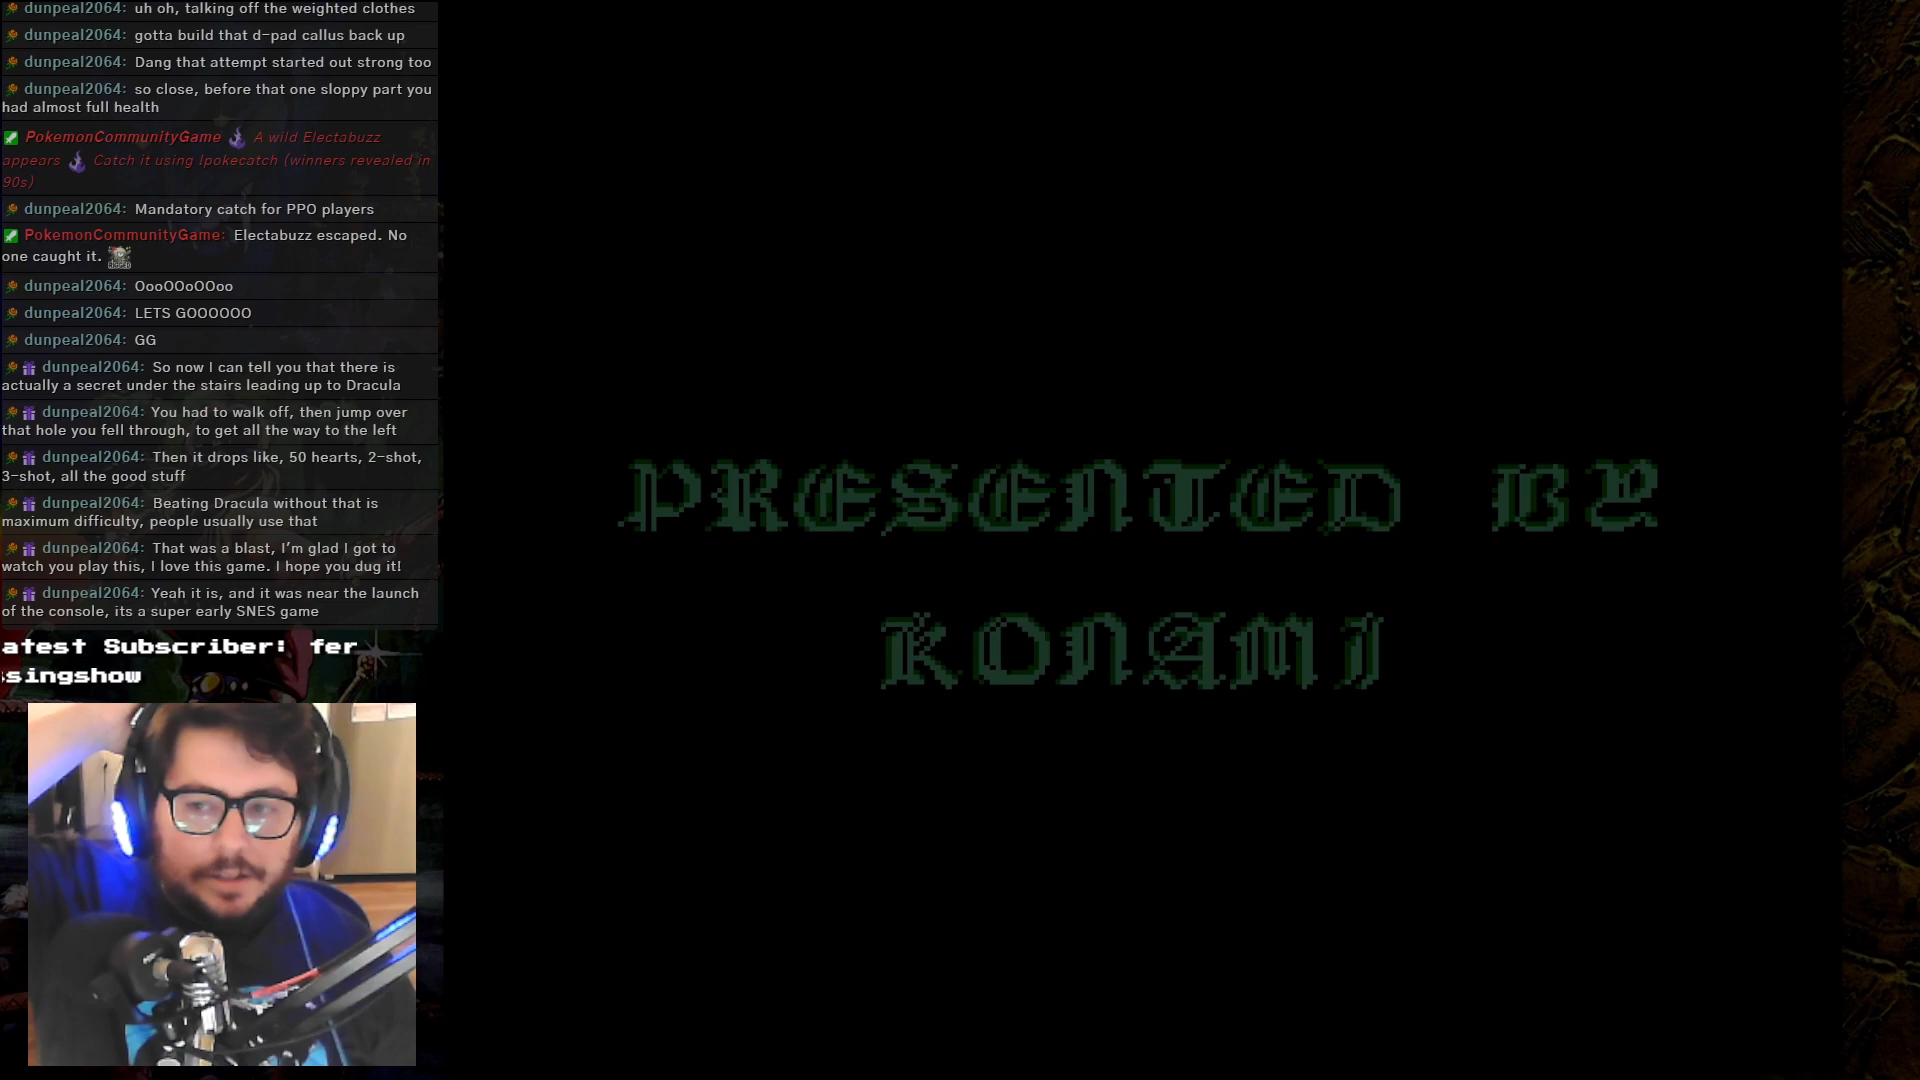 dunpeal2064: uh oh, talking off the weighted clothes
dunpeal2064: gotta build that d-pad callus back up
dunpeal2064: Dang that attempt started out strong too
dunpeal2064: so close, before that one sloppy part you
had almost full health
PokemonCommunityGame A wild Electabuzz
appears Catch it using !pokecatch (winners revealed in
90s)
dunpeal2064: Mandatory catch for PPO players
PokemonCommunityGame: Electabuzz escaped. No
one caught it.
dunpeal2064: OooOOoOOoo
dunpeal2064: LETS GOOOOOO
dunpeal2064: GG
dunpeal2064: So now I can tell you that there is
actually a secret under the stairs leading up to Dracula
dunpeal2064: You had to walk off, then jump over
that hole you fell through, to get all the way to the left
dunpeal2064: Then it drops like, 50 hearts, 2-shot,
3-shot, all the good stuff
dunpeal2064: Beating Dracula without that is
maximum difficulty, people usually use that
dunpeal2064: That was a blast, I'm glad I got to
watch you play this, I love this game. I hope you dug it!
dunpeal2064: Yeah it is, and it was near the launch
of the console, its a super early SNES game
atest Subscriber: fer
singshow
PRESENTED BY
KONAMI